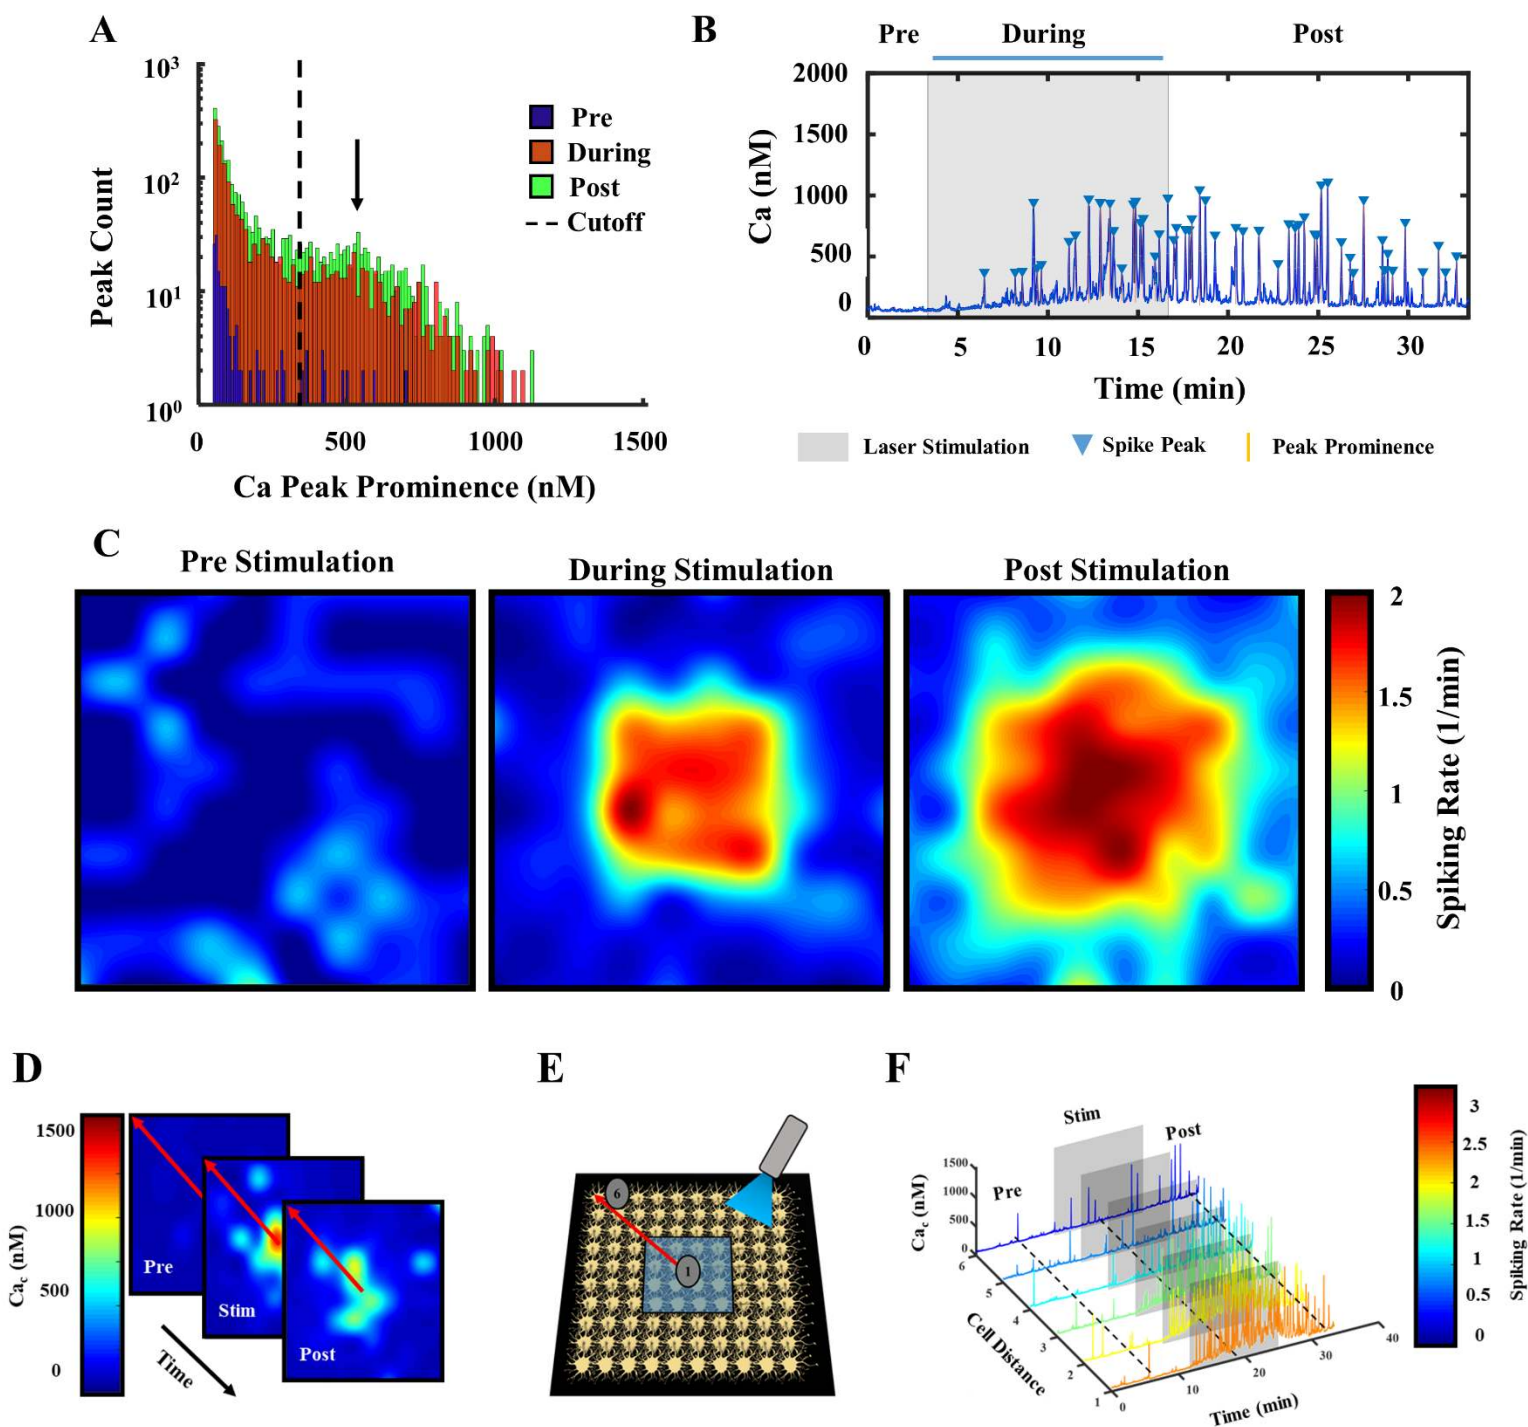 A
10³
10²
10¹
10⁰
Peak Count
0
500
1000
1500
Ca Peak Prominence (nM)
Pre
During
Post
Cutoff
B
Pre
During
Post
2000
1500
1000
500
0
Ca (nM)
0
5
10
15
20
25
30
Time (min)
Laser Stimulation
Spike Peak
Peak Prominence
C
Pre Stimulation
During Stimulation
Post Stimulation
2
1.5
1
0.5
0
Spiking Rate (1/min)
D
1500
1000
500
0
Cac (nM)
Pre
Stim
Post
Time
E
6
1
F
Stim
Post
Pre
1500
1000
500
0
Cac (nM)
6
5
4
3
2
1
Cell Distance
0
10
20
30
40
Time (min)
3
2.5
2
1.5
1
0.5
0
Spiking Rate (1/min)